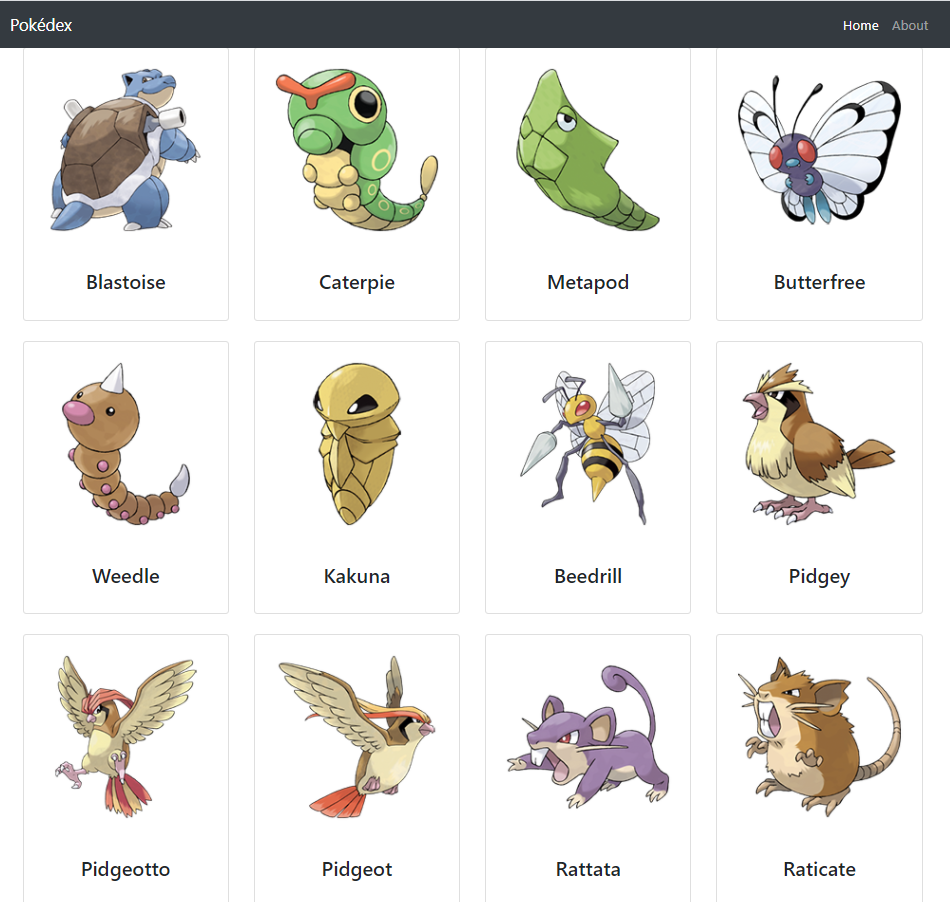 Pokédex
Home About
Blastoise
Caterpie
Metapod
Butterfree
Weedle
Kakuna
Beedrill
Pidgey
Pidgeotto
Pidgeot
Rattata
Raticate